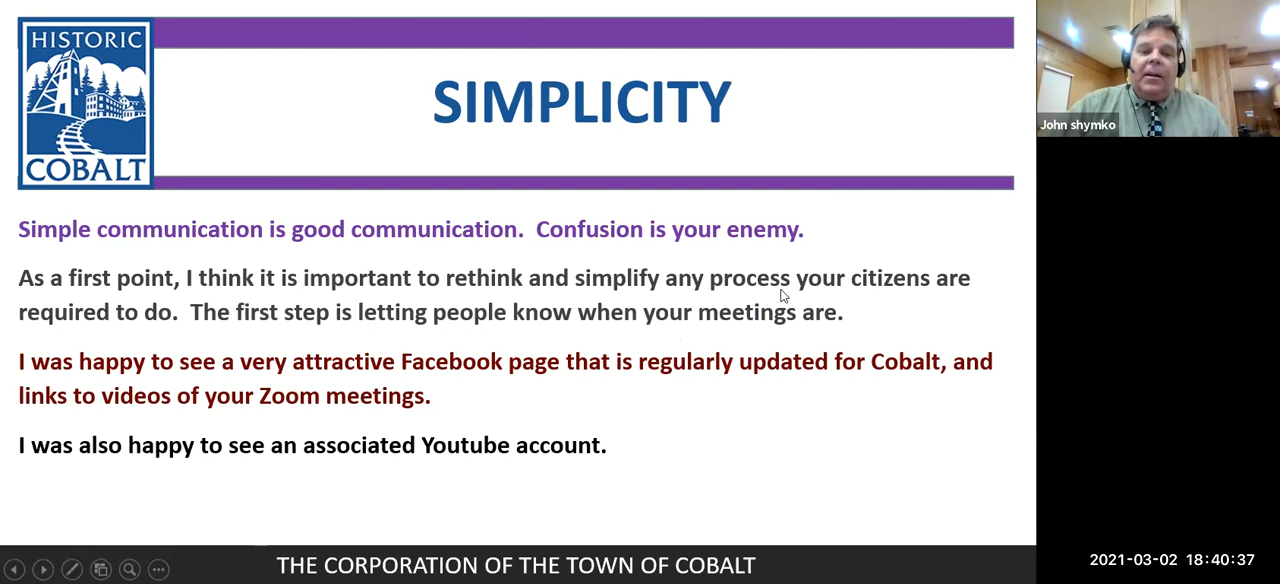 HISTORIC
COBALT
SIMPLICITY
Simple communication is good communication.  Confusion is your enemy.
As a first point, I think it is important to rethink and simplify any process your citizens are
required to do.  The first step is letting people know when your meetings are.
I was happy to see a very attractive Facebook page that is regularly updated for Cobalt, and
links to videos of your Zoom meetings.
I was also happy to see an associated Youtube account.
THE CORPORATION OF THE TOWN OF COBALT
John shymko
2021-03-02 18:40:37